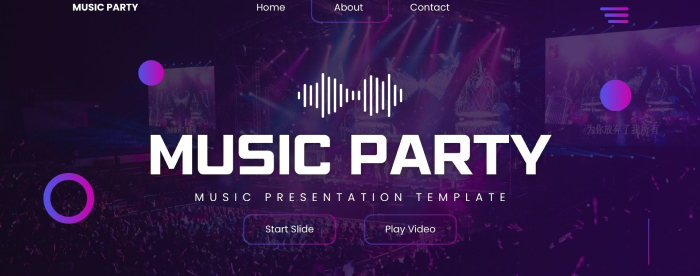 MUSIC PARTY
Home
About
Contact
MUSIC PARTY
MUSIC PRESENTATION TEMPLATE
Start Slide
Play Video